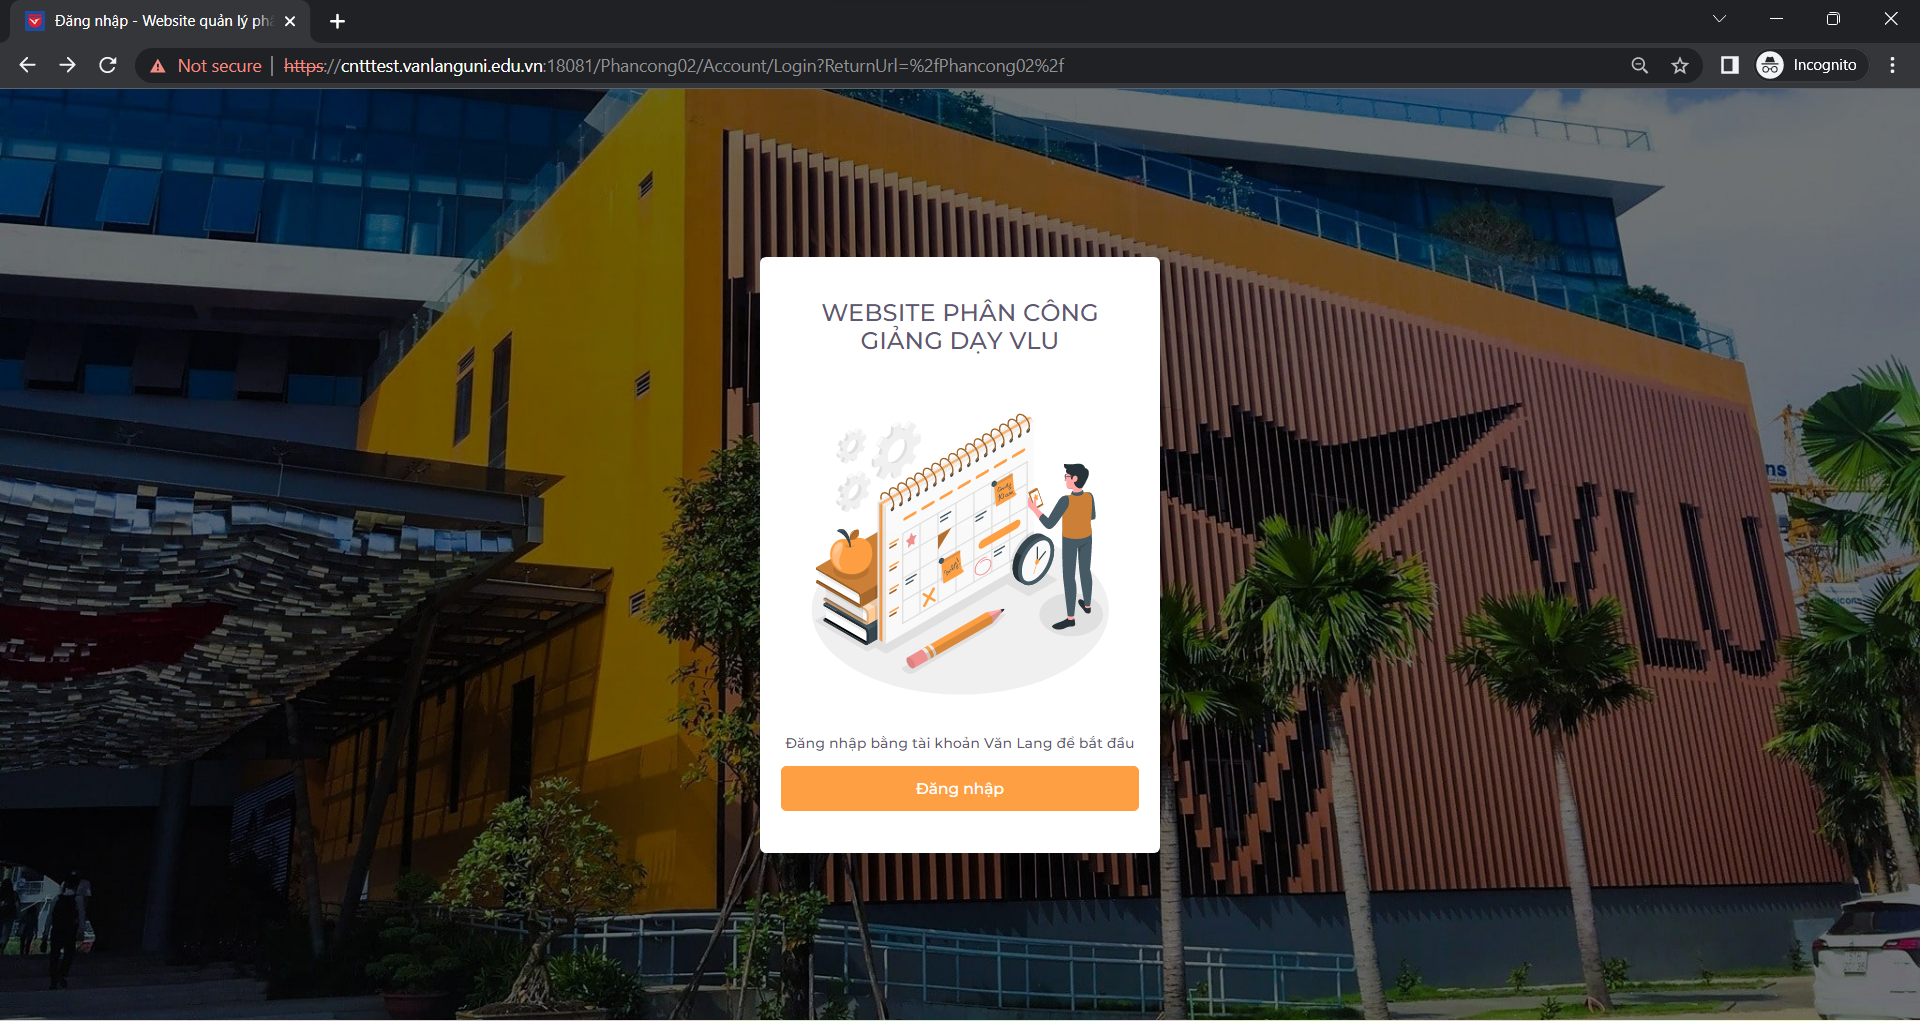 Đăng nhập - Website quản lý ph
Not secure
https://cntttest.vanlanguni.edu.vn:18081/Phancong02/Account/Login?ReturnUrl=%2fPhancong02%2f
Incognito
WEBSITE PHÂN CÔNG
GIẢNG DẠY VLU
VLU
Đăng nhập bằng tài khoản Văn Lang để bắt đầu
Đăng nhập